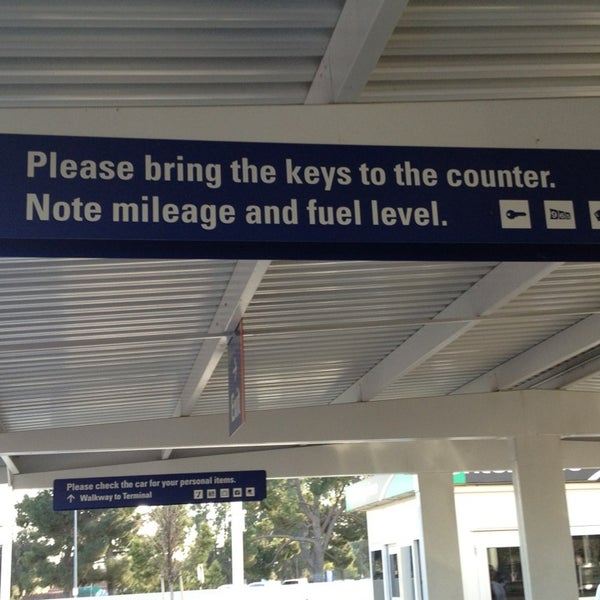 Please bring the keys to the counter.
Note mileage and fuel level.
Please check the car for your personal items.
↑ Walkway to Terminal